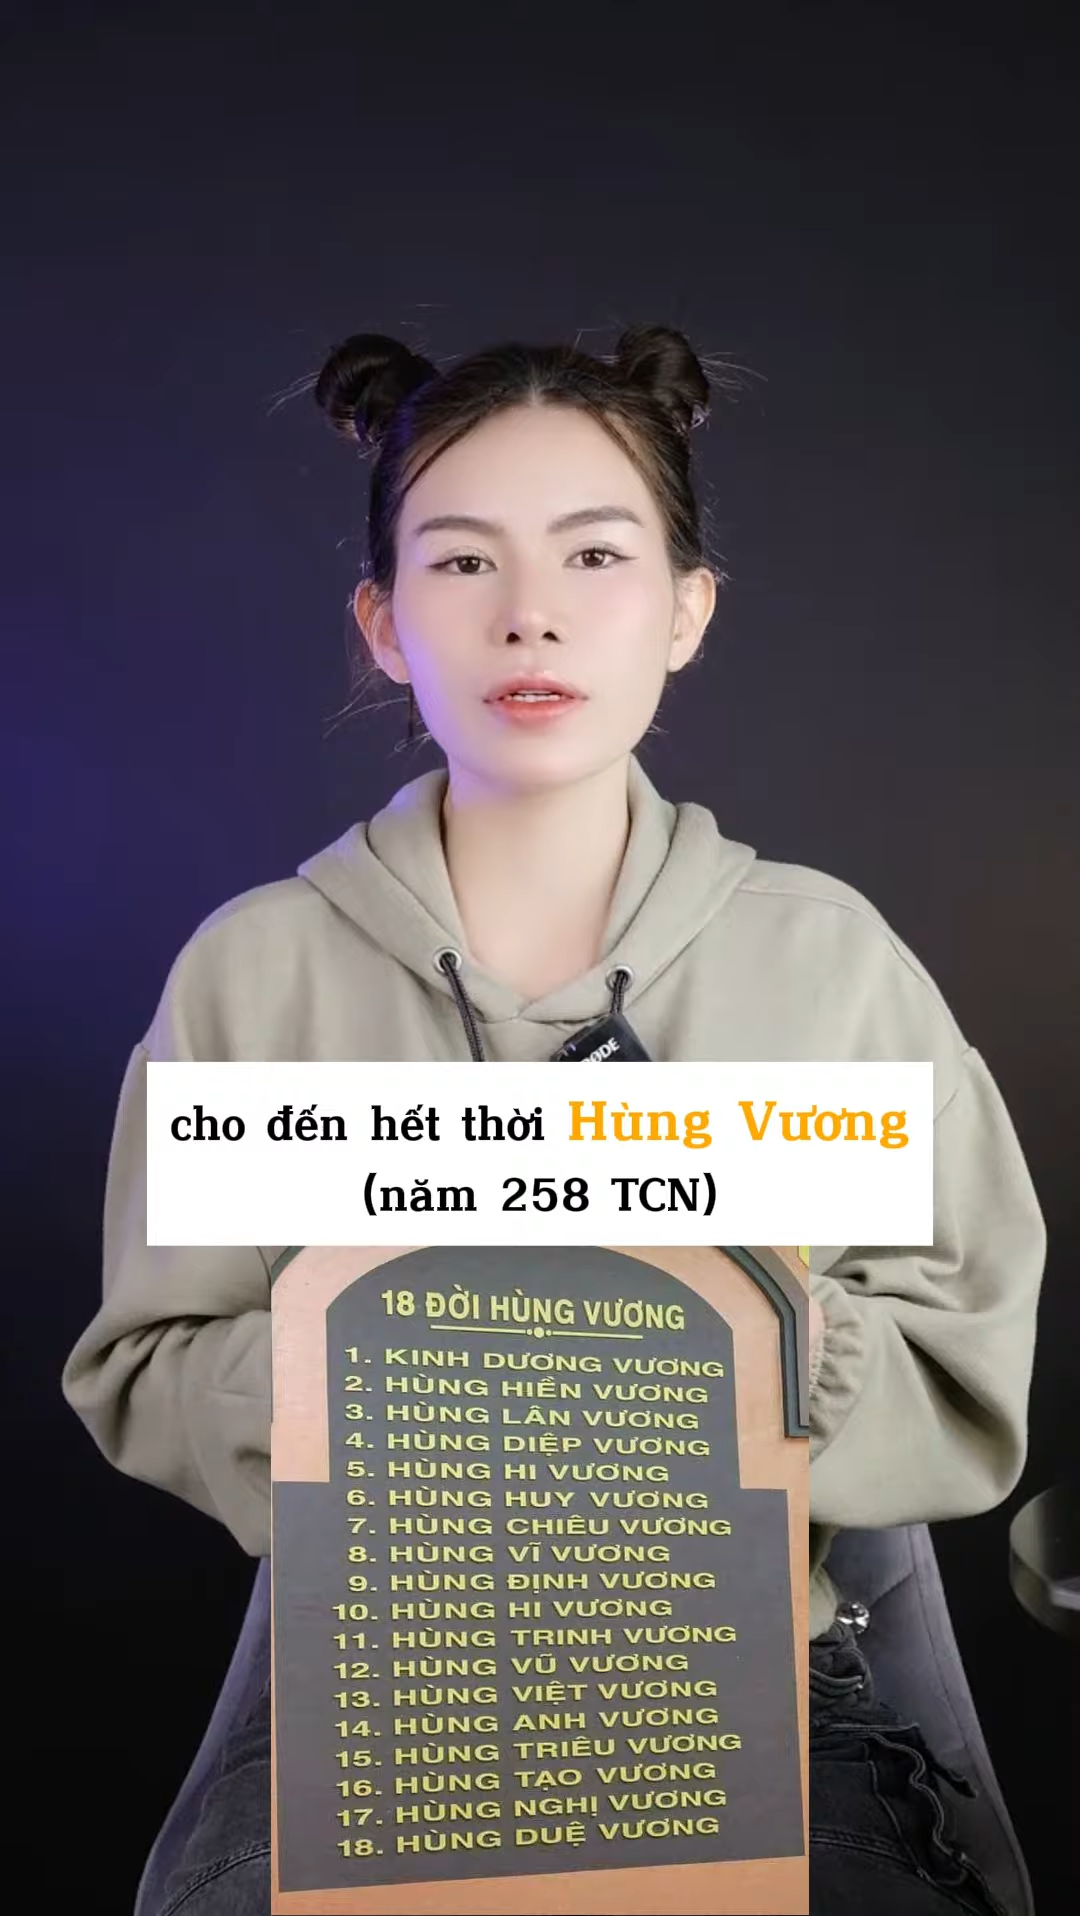 RØDE
cho đến hết thời Hùng Vương
(năm 258 TCN)
18 ĐỜI HÙNG VƯƠNG
1. KINH DƯƠNG VƯƠNG
2. HÙNG HIỀN VƯƠNG
3. HÙNG LÂN VƯƠNG
4. HÙNG DIỆP VƯƠNG
5. HÙNG HI VƯƠNG
6. HÙNG HUY VƯƠNG
7. HÙNG CHIÊU VƯƠNG
8. HÙNG VĨ VƯƠNG
9. HÙNG ĐỊNH VƯƠNG
10. HÙNG HI VƯƠNG
11. HÙNG TRINH VƯƠNG
12. HÙNG VŨ VƯƠNG
13. HÙNG VIỆT VƯƠNG
14. HÙNG ANH VƯƠNG
15. HÙNG TRIÊU VƯƠNG
16. HÙNG TẠO VƯƠNG
17. HÙNG NGHỊ VƯƠNG
18. HÙNG DUỆ VƯƠNG